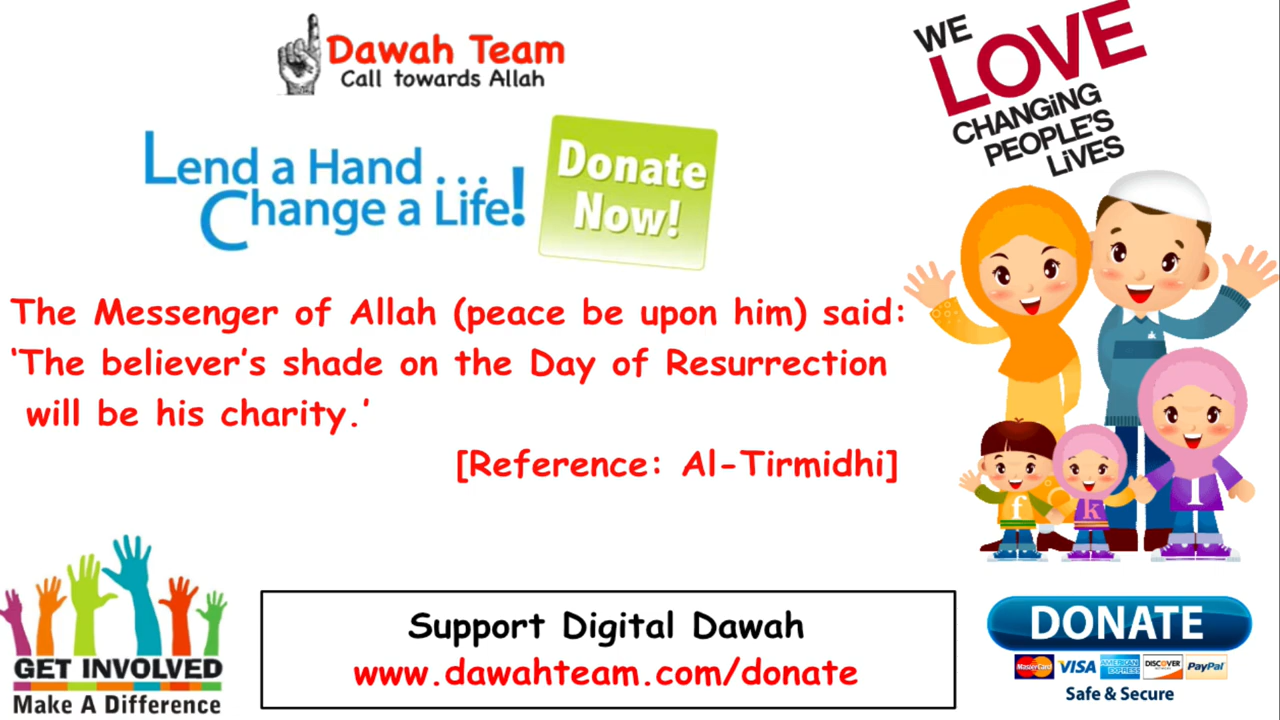 Dawah Team
Call towards Allah
WE
LOVE
CHANGiNG
PEOPLE'S
LiVES
Lend a Hand . . .
Change a Life!
Donate
Now!
The Messenger of Allah (peace be upon him) said:
'The believer's shade on the Day of Resurrection
will be his charity.'
[Reference: Al-Tirmidhi]
f
k
l
GET INVOLVED
Make A Difference
Support Digital Dawah
www.dawahteam.com/donate
DONATE
MasterCard VISA AMERICAN EXPRESS DISCOVER PayPal
Safe & Secure